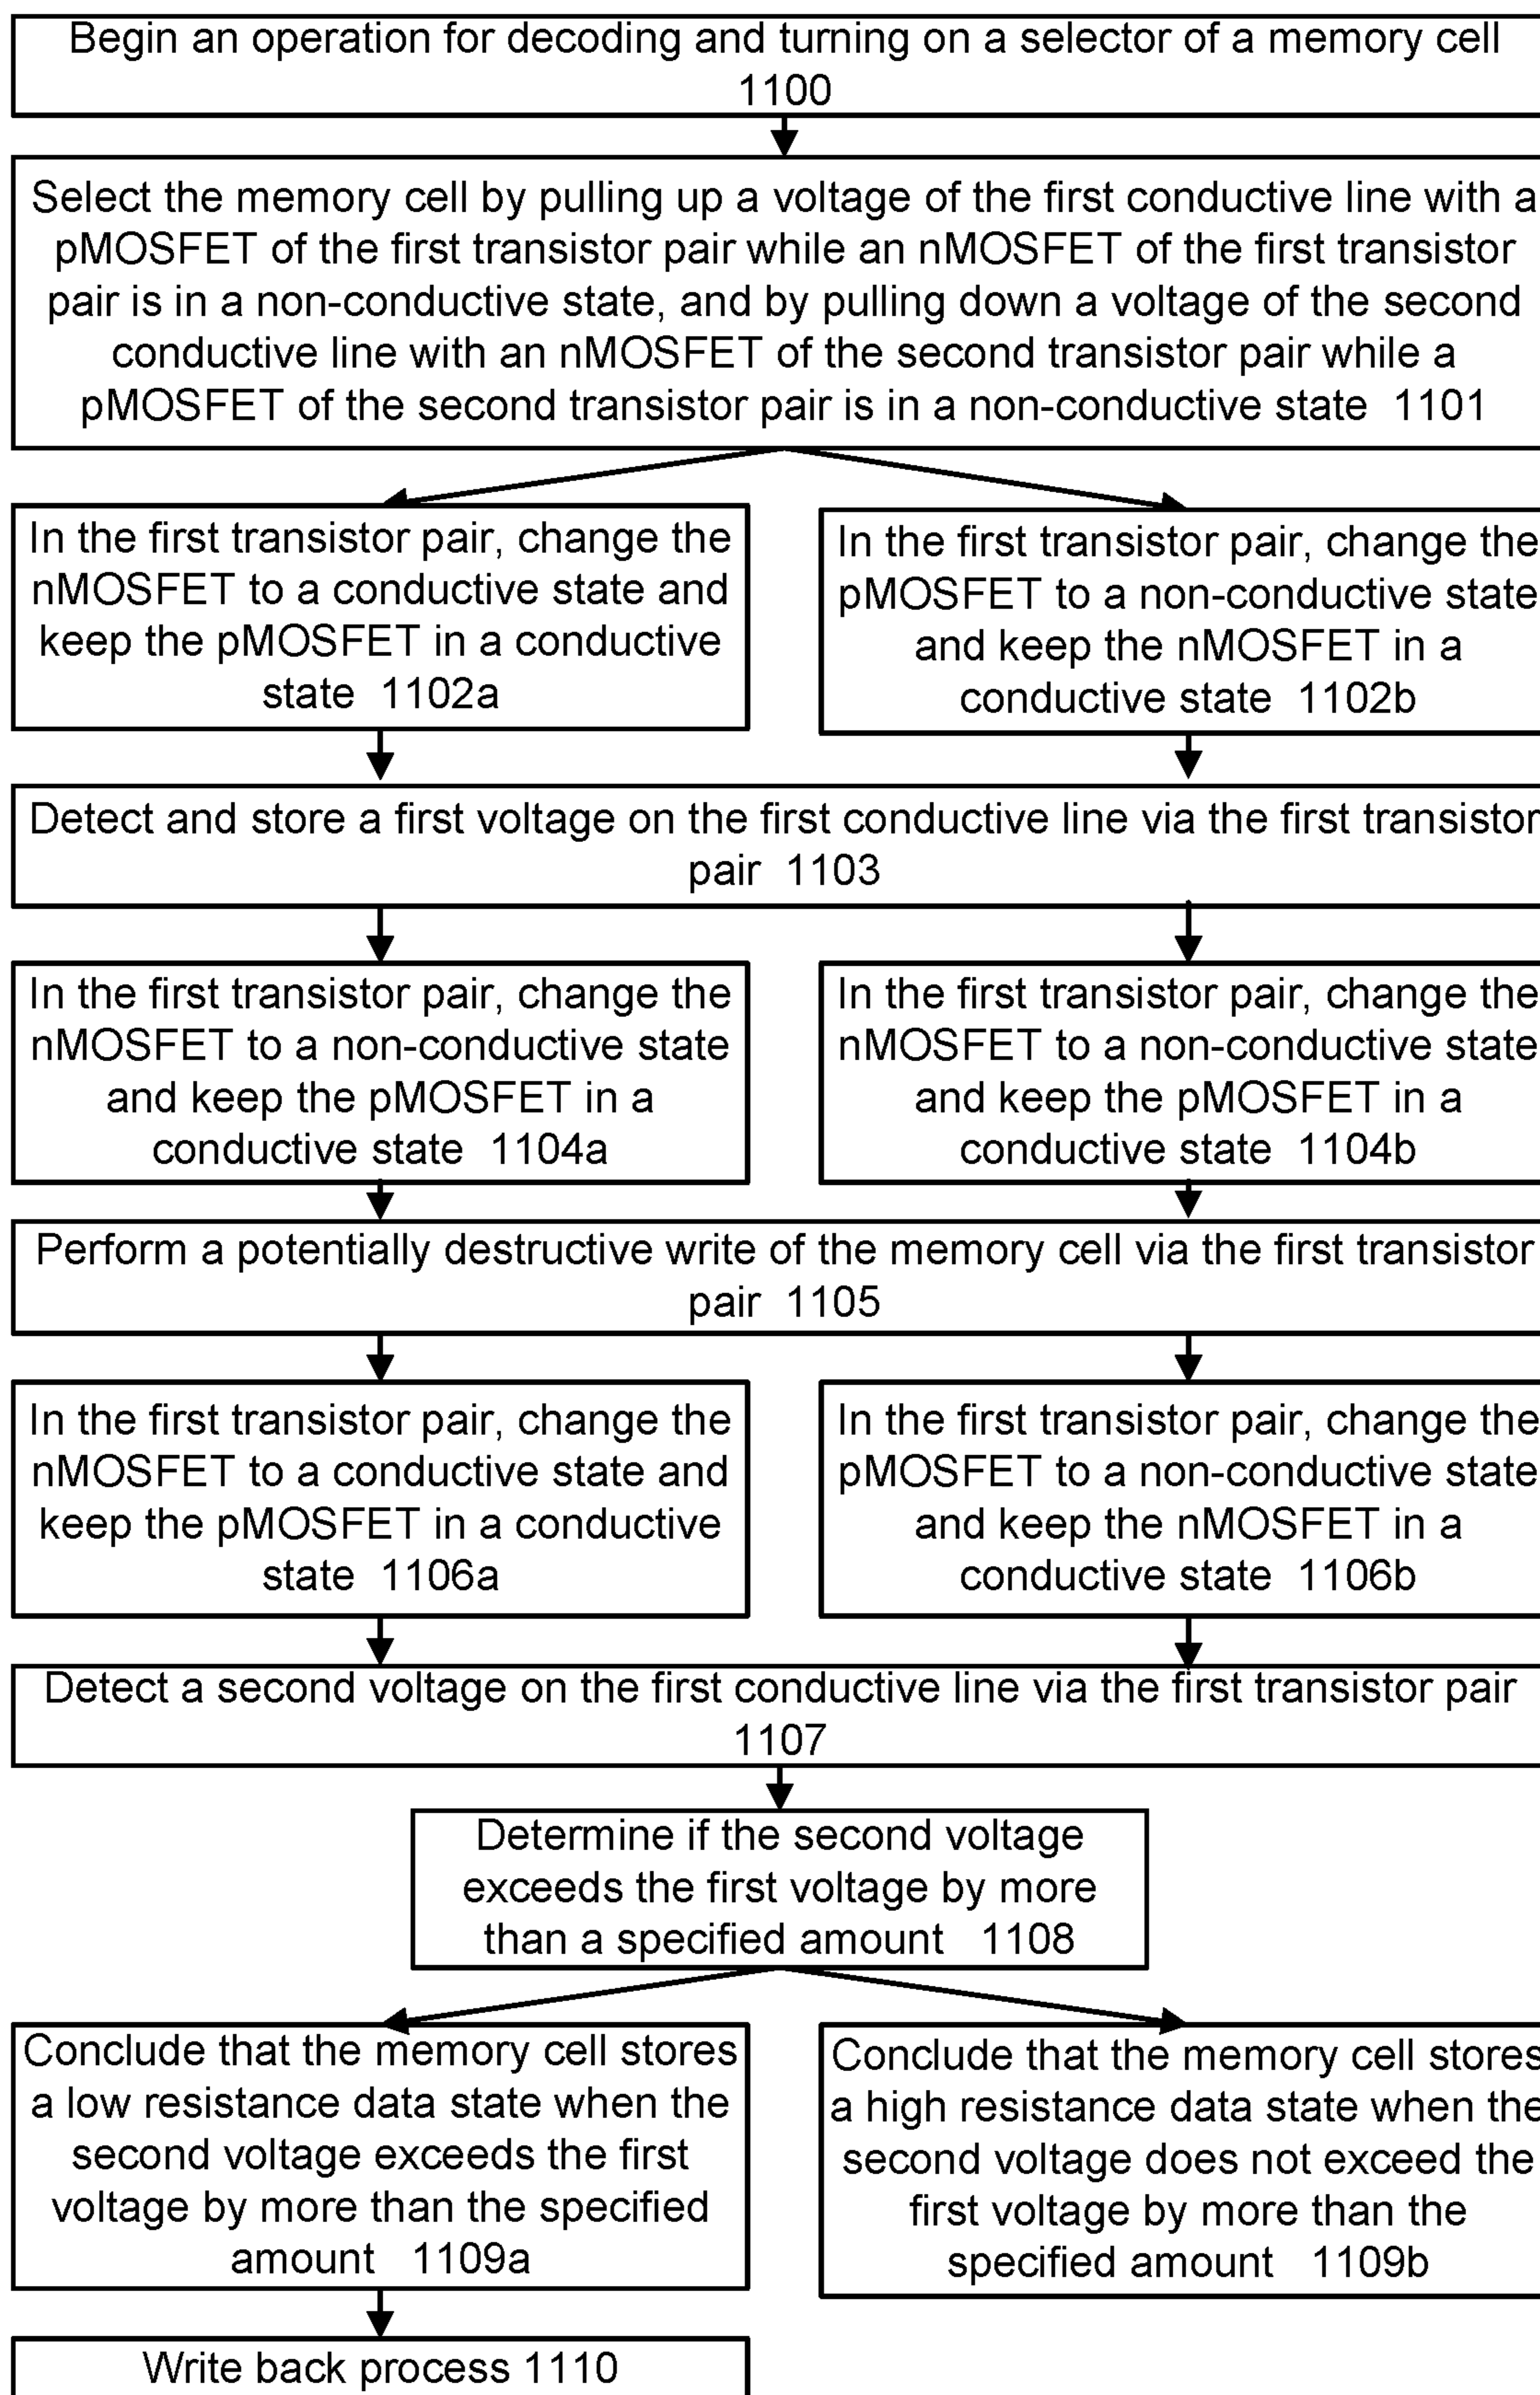 Begin an operation for decoding and turning on a selector of a memory cell
1100
Select the memory cell by pulling up a voltage of the first conductive line with a
pMOSFET of the first transistor pair while an nMOSFET of the first transistor
pair is in a non-conductive state, and by pulling down a voltage of the second
conductive line with an nMOSFET of the second transistor pair while a
pMOSFET of the second transistor pair is in a non-conductive state 1101
In the first transistor pair, change the
nMOSFET to a conductive state and
keep the pMOSFET in a conductive
state 1102a
In the first transistor pair, change the
pMOSFET to a non-conductive state
and keep the nMOSFET in a
conductive state 1102b
Detect and store a first voltage on the first conductive line via the first transistor
pair 1103
In the first transistor pair, change the
nMOSFET to a non-conductive state
and keep the pMOSFET in a
conductive state 1104a
In the first transistor pair, change the
nMOSFET to a non-conductive state
and keep the pMOSFET in a
conductive state 1104b
Perform a potentially destructive write of the memory cell via the first transistor
pair 1105
In the first transistor pair, change the
nMOSFET to a conductive state and
keep the pMOSFET in a conductive
state 1106a
In the first transistor pair, change the
pMOSFET to a non-conductive state
and keep the nMOSFET in a
conductive state 1106b
Detect a second voltage on the first conductive line via the first transistor pair
1107
Determine if the second voltage
exceeds the first voltage by more
than a specified amount 1108
Conclude that the memory cell stores
a low resistance data state when the
second voltage exceeds the first
voltage by more than the specified
amount 1109a
Conclude that the memory cell stores
a high resistance data state when the
second voltage does not exceed the
first voltage by more than the
specified amount 1109b
Write back process 1110